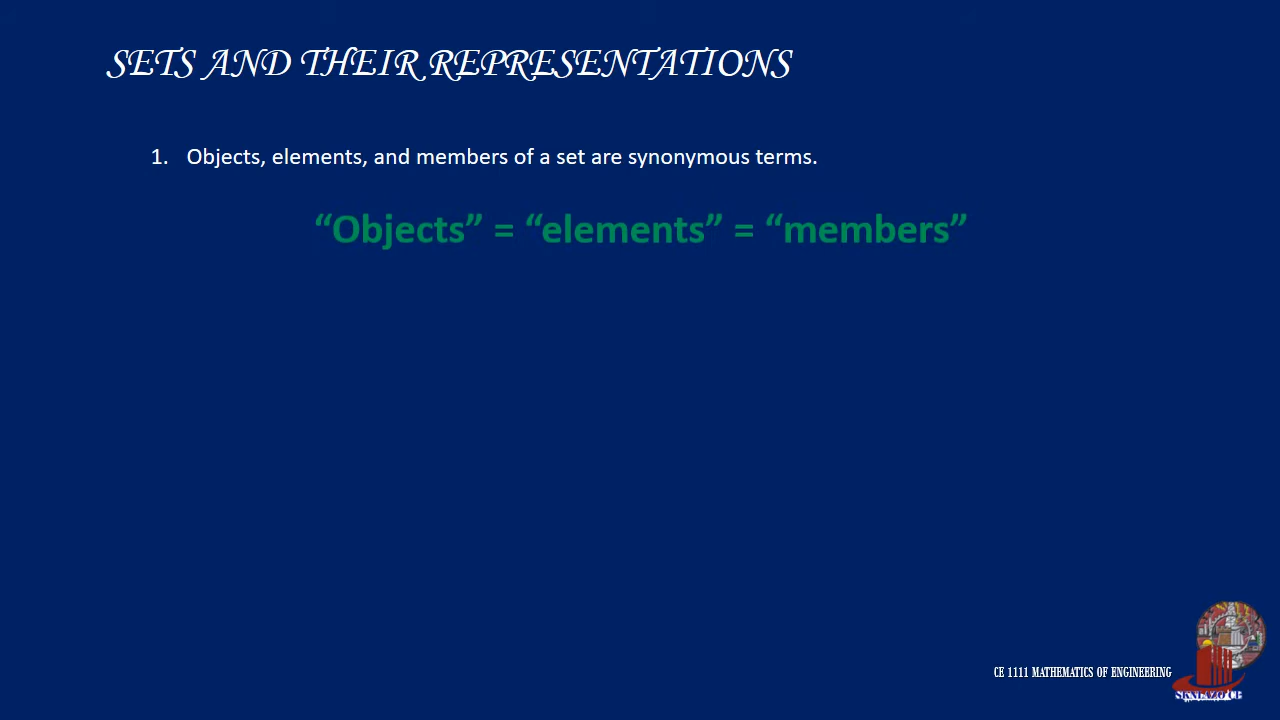 SETS AND THEIR REPRESENTATIONS
1. Objects, elements, and members of a set are synonymous terms.
“Objects” = “elements” = “members”
CE 1111 MATHEMATICS OF ENGINEERING